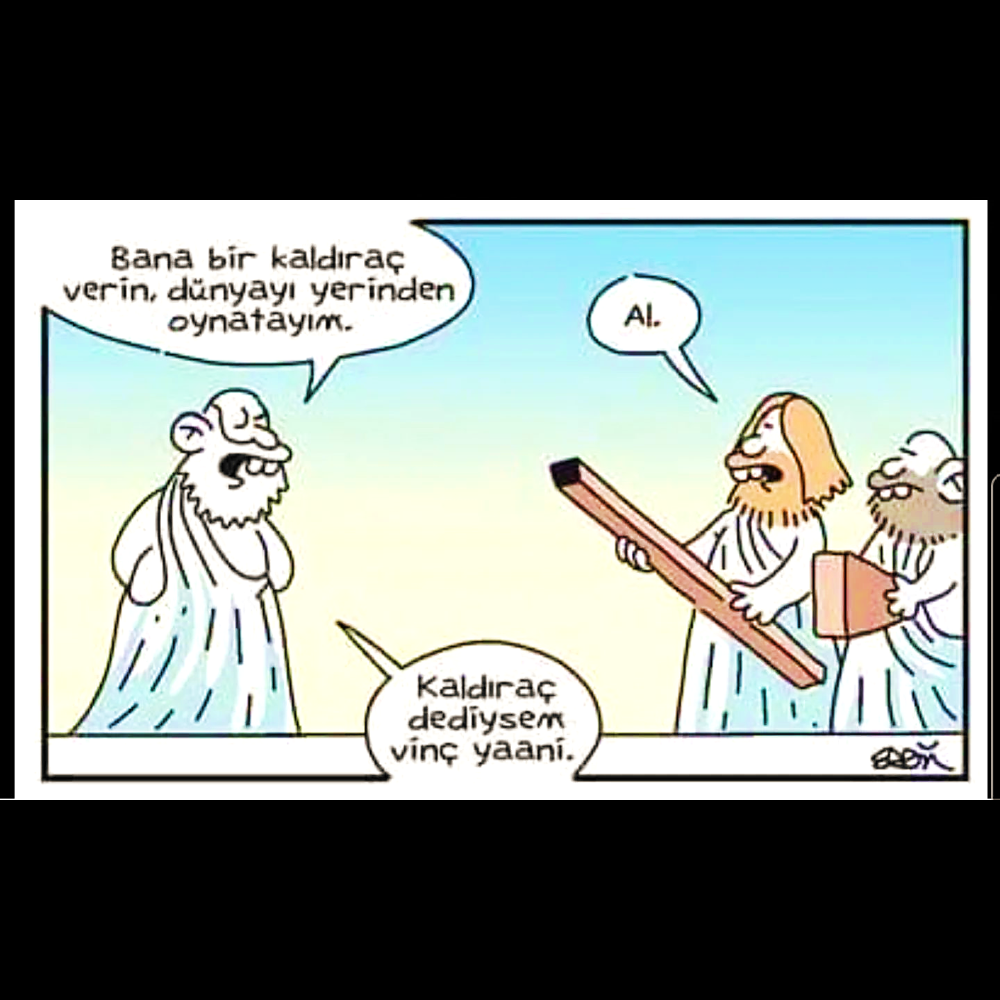 Bana bir kaldıraç
verin, dünyayı yerinden
oynatayım.
Al.
Kaldıraç
dediysem
vinç yaani.